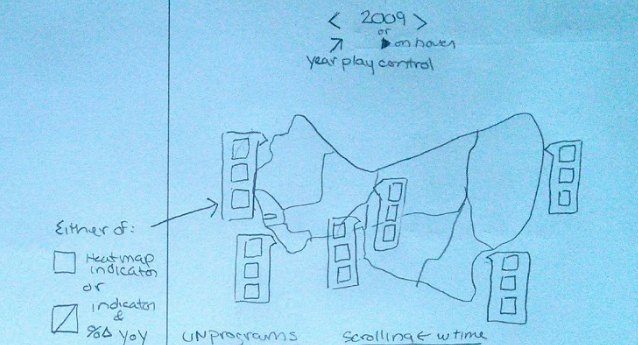 < 2009 >
or
▶ on hover
year play control
Either of:
Heatmap
indicator
or
indicator
&
%Δ yoy
UN programs
Scrolling w time